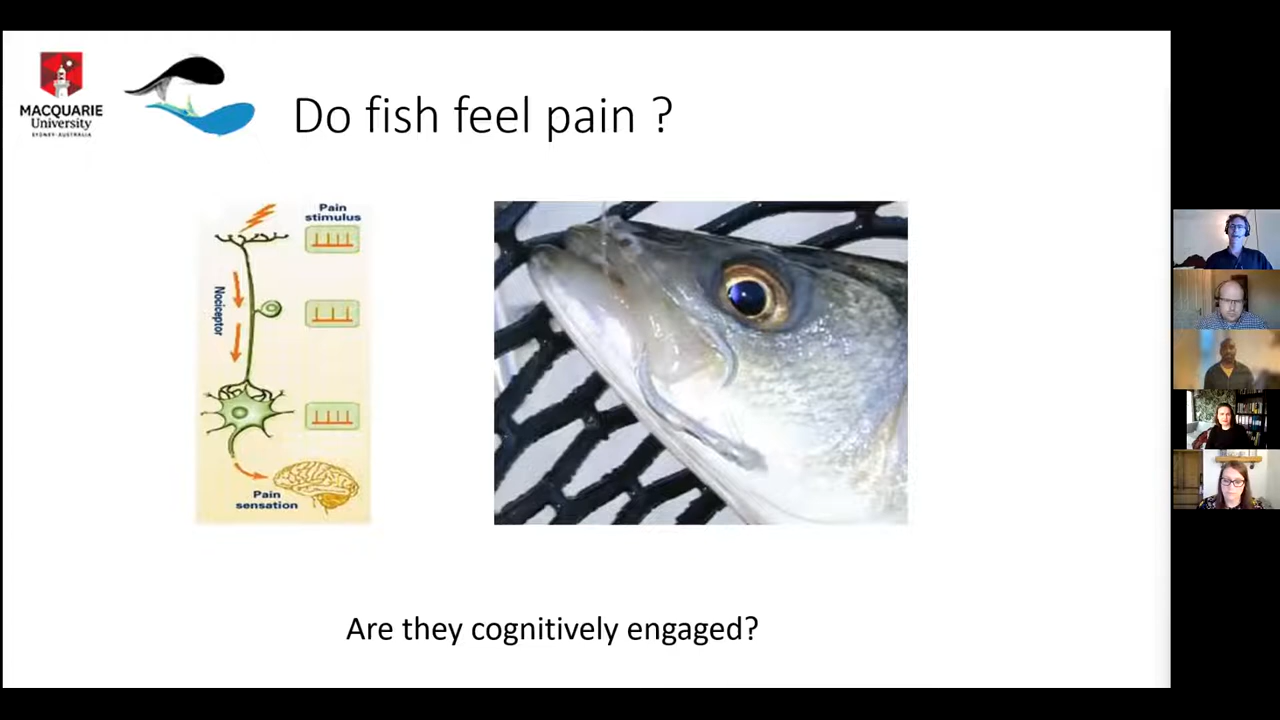 MACQUARIE
University
SYDNEY·AUSTRALIA
Do fish feel pain ?
Pain
stimulus
Nociceptor
Pain
sensation
Are they cognitively engaged?